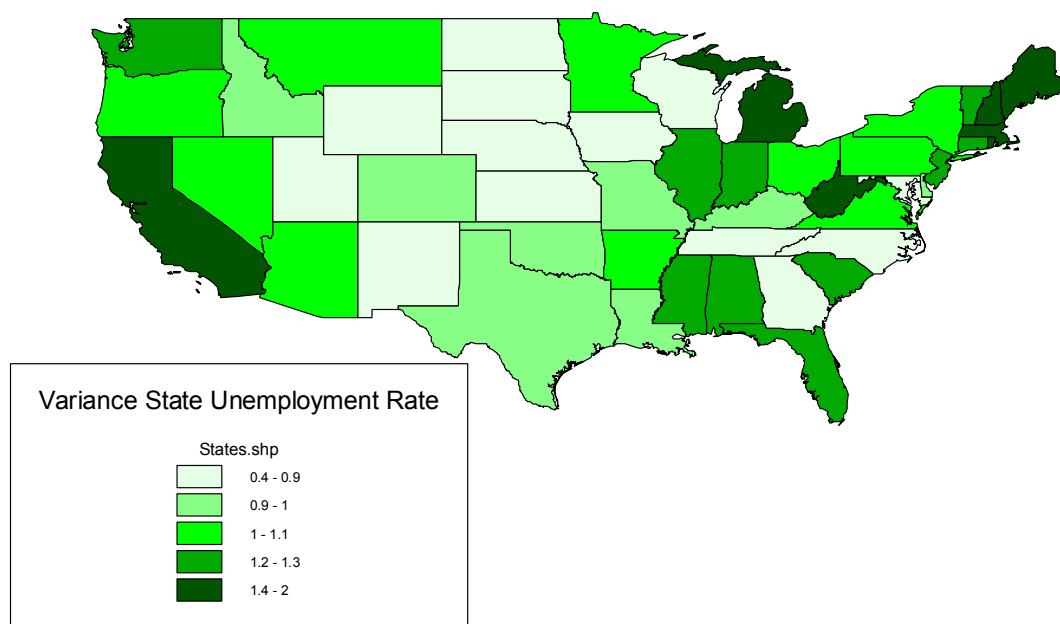 Variance State Unemployment Rate
States.shp
0.4 - 0.9
0.9 - 1
1 - 1.1
1.2 - 1.3
1.4 - 2